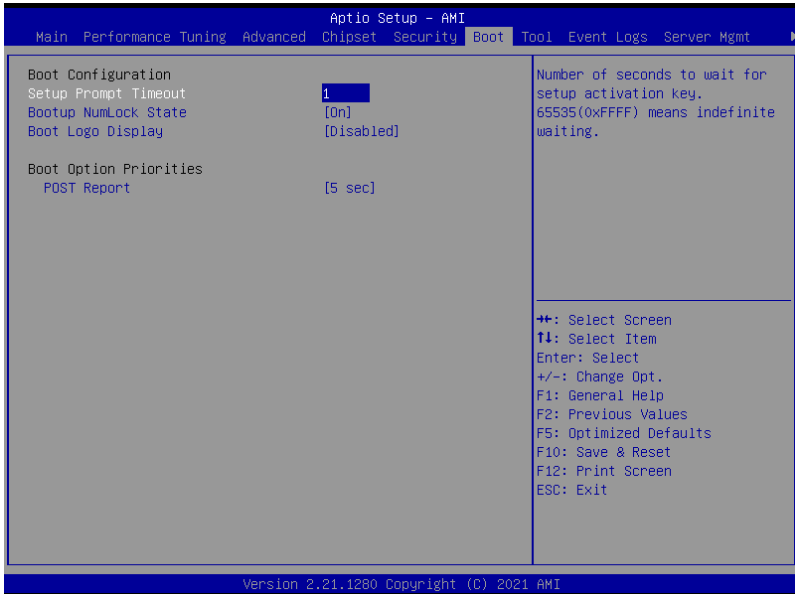 Aptio Setup – AMI
Main Performance Tuning Advanced Chipset Security Boot Tool Event Logs Server Mgmt
Boot Configuration
Setup Prompt Timeout 1
Bootup NumLock State [On]
Boot Logo Display [Disabled]
Boot Option Priorities
POST Report [5 sec]
Number of seconds to wait for
setup activation key.
65535(0xFFFF) means indefinite
waiting.
→←: Select Screen
↑↓: Select Item
Enter: Select
+/-: Change Opt.
F1: General Help
F2: Previous Values
F5: Optimized Defaults
F10: Save & Reset
F12: Print Screen
ESC: Exit
Version 2.21.1280 Copyright (C) 2021 AMI